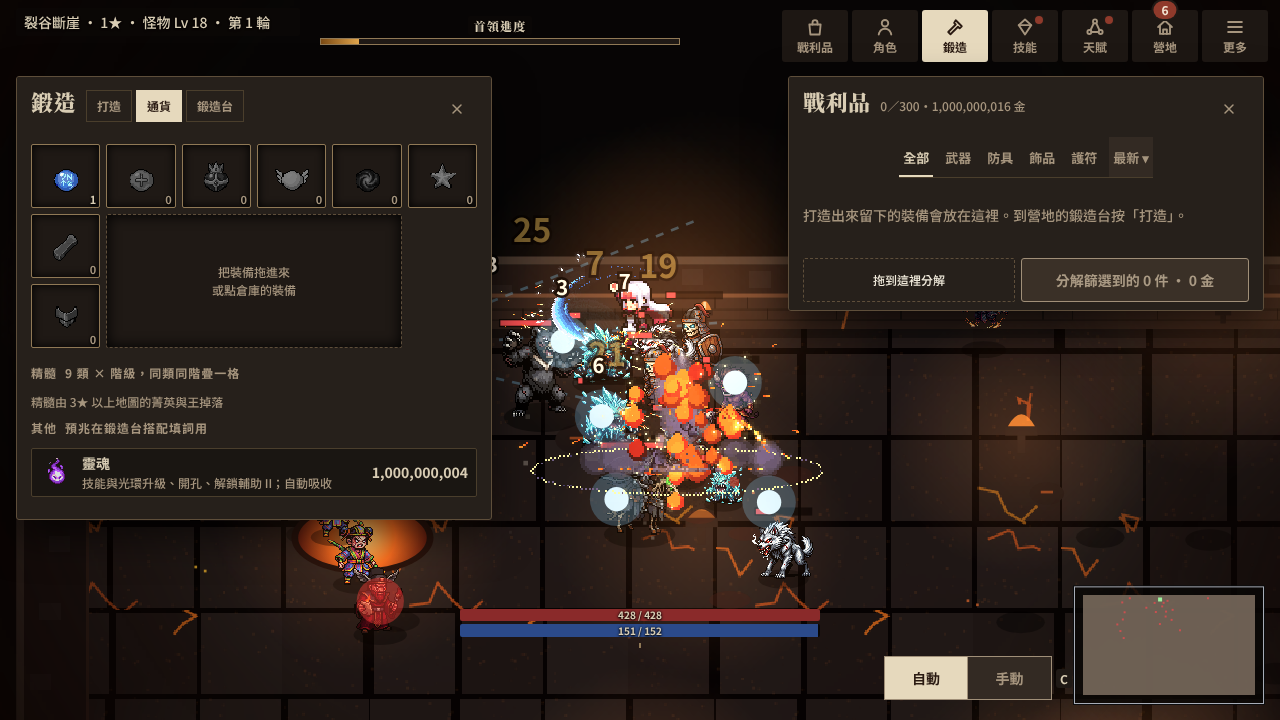 裂谷斷崖 · 1★ · 怪物 Lv 18 · 第 1 輪
首領進度
戰利品
角色
鍛造
技能
天賦
6
營地
更多
鍛造
打造
通貨
鍛造台
×
1
0
0
0
0
0
0
0
把裝備拖進來
或點倉庫的裝備
精髓 9 類 × 階級，同類同階疊一格
精髓由 3★ 以上地圖的菁英與王掉落
其他 預兆在鍛造台搭配填詞用
靈魂
技能與光環升級、開孔、解鎖輔助 II；自動吸收
1,000,000,004
戰利品
0／300 · 1,000,000,016 金
×
全部
武器
防具
飾品
護符
最新 ▾
打造出來留下的裝備會放在這裡。到營地的鍛造台按「打造」。
拖到這裡分解
分解篩選到的 0 件 · 0 金
25
7
19
3
7
21
6
428 / 428
151 / 152
自動
手動
C